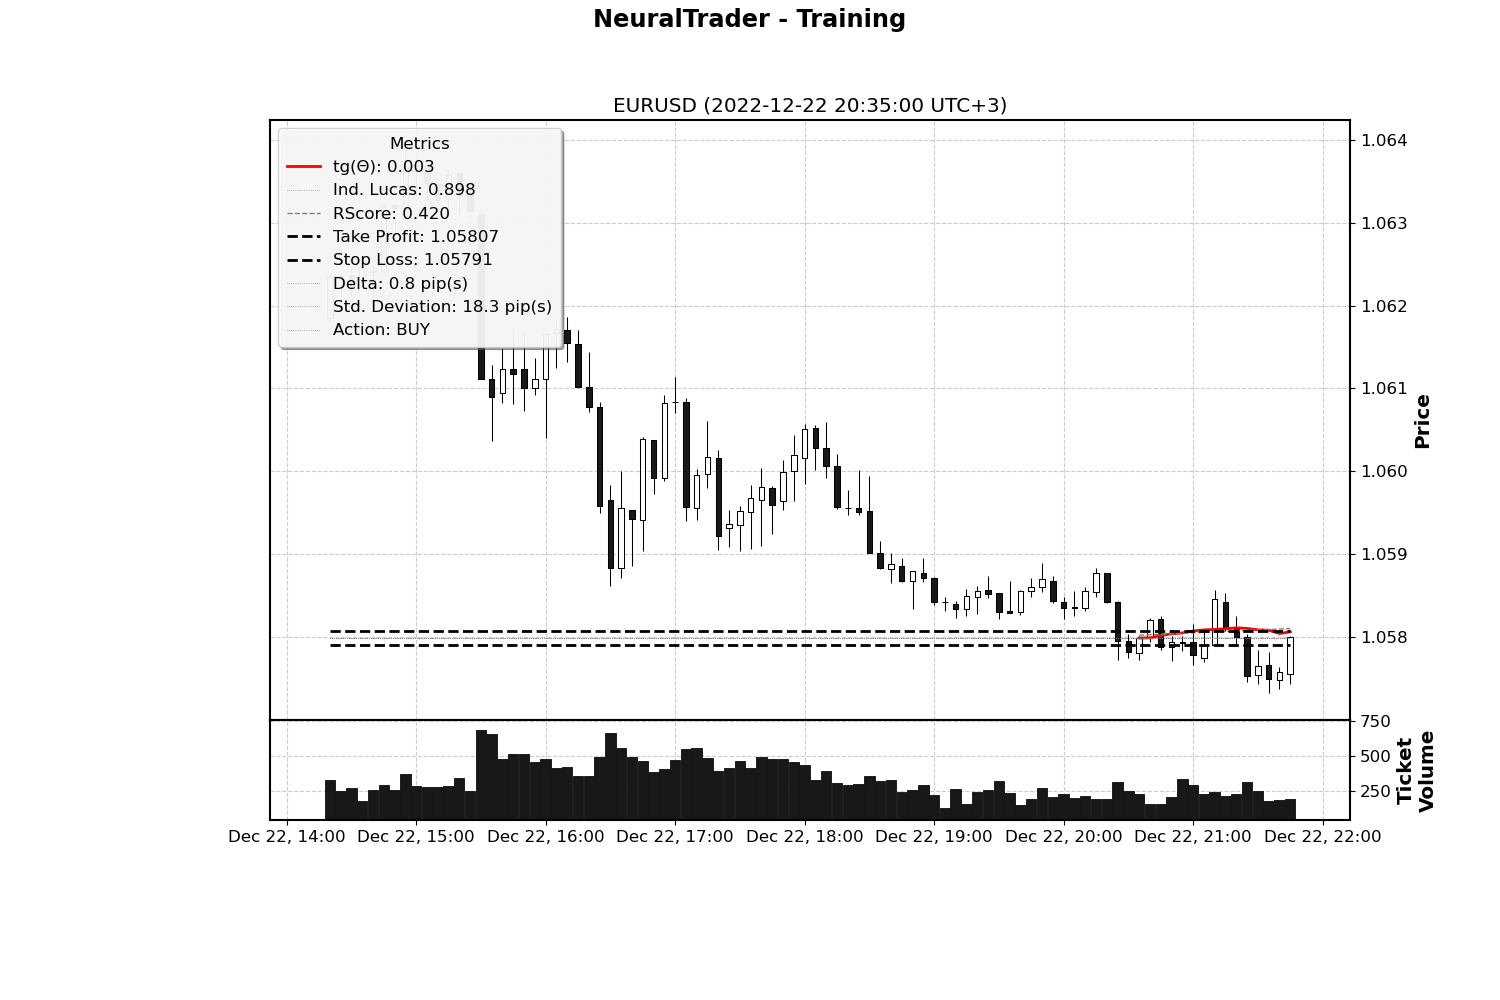 NeuralTrader - Training
EURUSD (2022-12-22 20:35:00 UTC+3)
Metrics
tg(Θ): 0.003
Ind. Lucas: 0.898
RScore: 0.420
Take Profit: 1.05807
Stop Loss: 1.05791
Delta: 0.8 pip(s)
Std. Deviation: 18.3 pip(s)
Action: BUY
1.064
1.063
1.062
1.061
1.060
1.059
1.058
Price
750
500
250
Ticket
Volume
Dec 22, 14:00
Dec 22, 15:00
Dec 22, 16:00
Dec 22, 17:00
Dec 22, 18:00
Dec 22, 19:00
Dec 22, 20:00
Dec 22, 21:00
Dec 22, 22:00